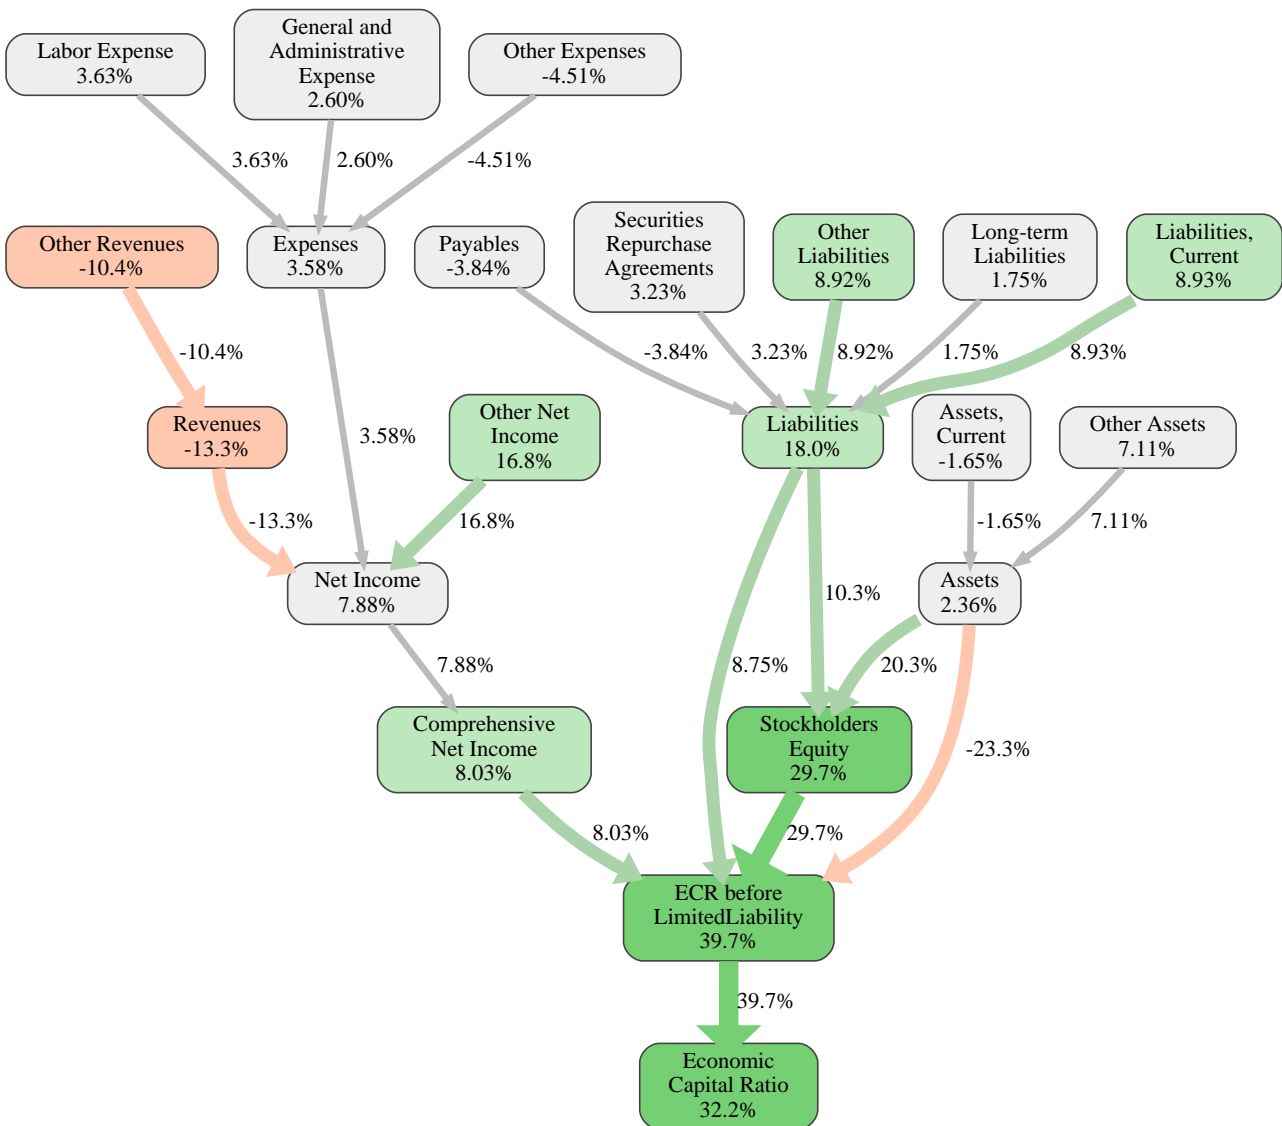 Labor Expense
3.63%
General and
Administrative
Expense
2.60%
Other Expenses
-4.51%
3.63%
2.60%
-4.51%
Other Revenues
-10.4%
Expenses
3.58%
Payables
-3.84%
Securities
Repurchase
Agreements
3.23%
Other
Liabilities
8.92%
Long-term
Liabilities
1.75%
Liabilities,
Current
8.93%
-10.4%
-3.84%
3.23%
8.92%
1.75%
8.93%
Revenues
-13.3%
3.58%
Other Net
Income
16.8%
Liabilities
18.0%
Assets,
Current
-1.65%
Other Assets
7.11%
-13.3%
16.8%
-1.65%
7.11%
Net Income
7.88%
10.3%
Assets
2.36%
7.88%
8.75%
20.3%
Comprehensive
Net Income
8.03%
Stockholders
Equity
29.7%
-23.3%
8.03%
29.7%
ECR before
LimitedLiability
39.7%
39.7%
Economic
Capital Ratio
32.2%